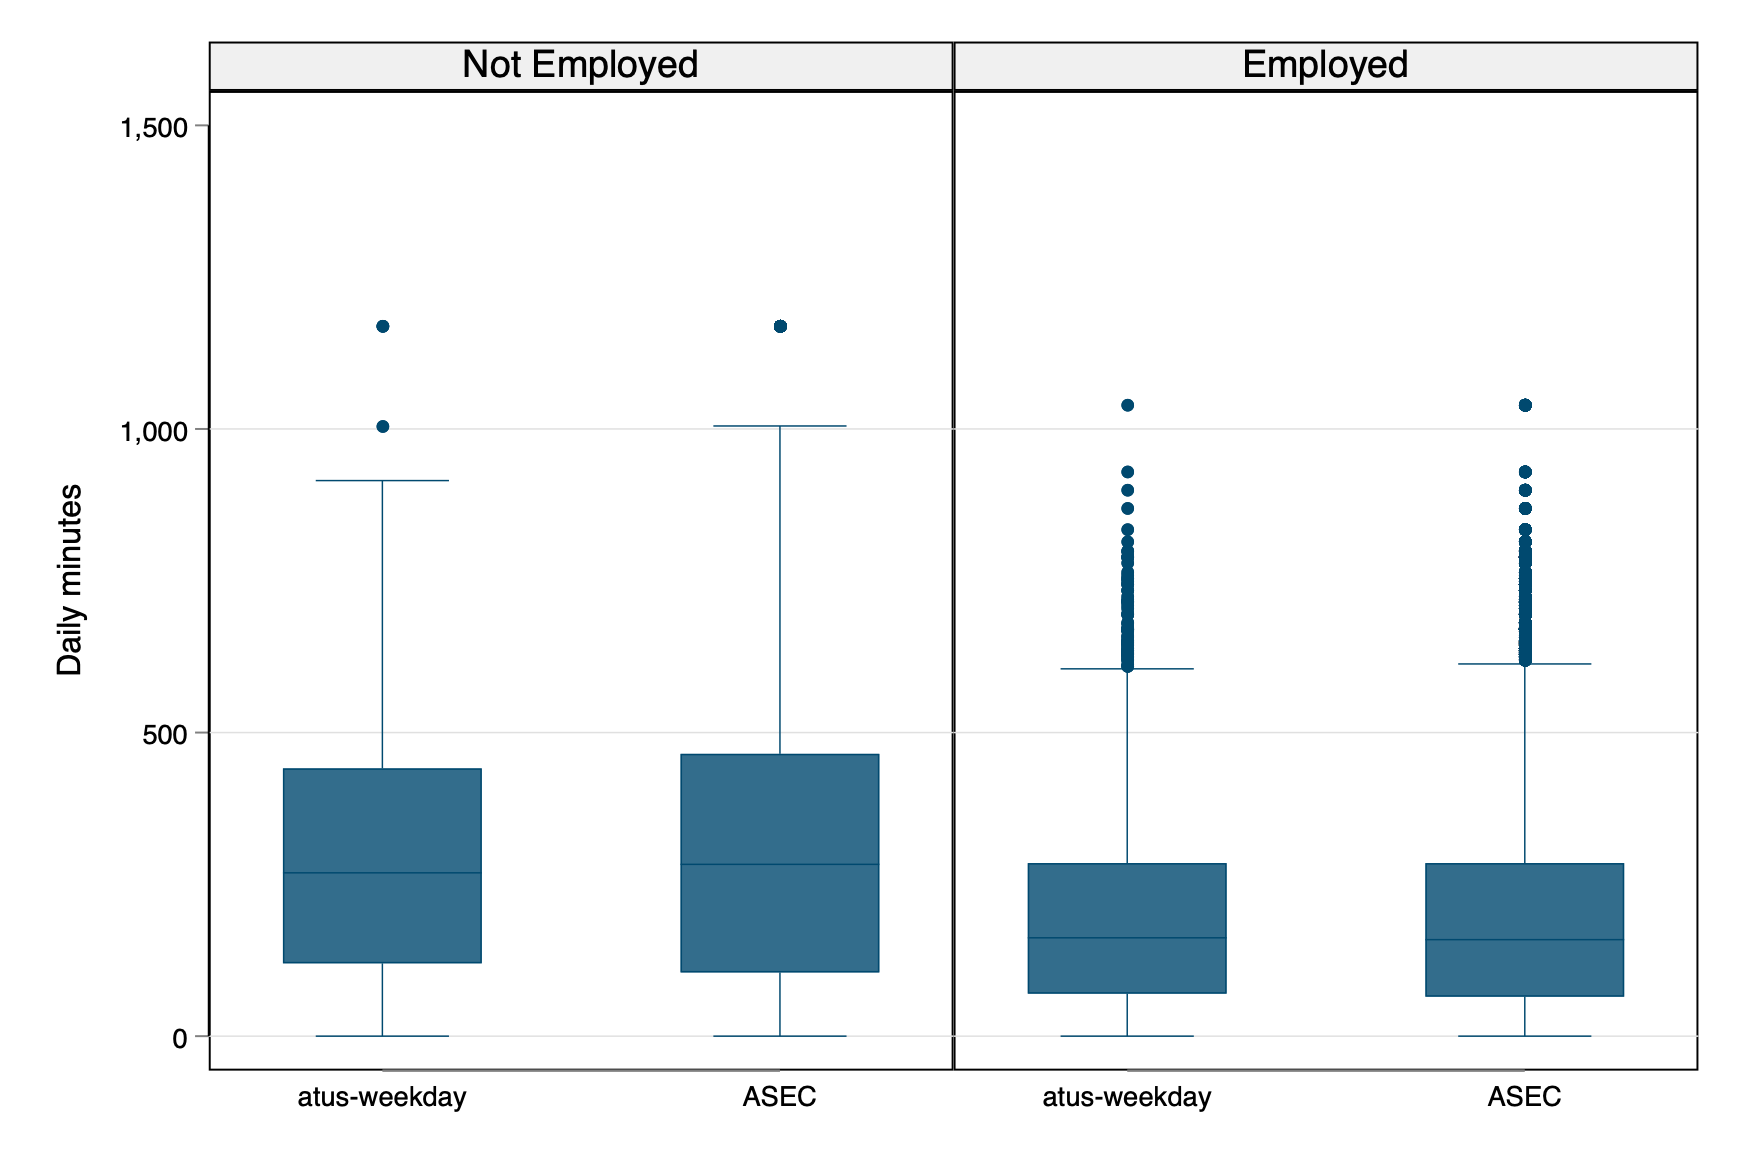 Not Employed
Employed
1,500
1,000
500
0
Daily minutes
atus-weekday
ASEC
atus-weekday
ASEC